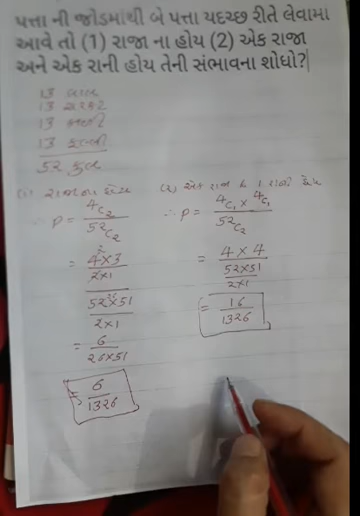 પત્તા ની જોડમાંથી બે પત્તા યદચ્છ રીતે લેવામા
આવે તો (1) રાજા ના હોય (2) એક રાજા
અને એક રાની હોય તેની સંભાવના શોધો?
13 લાલ
13
13
13
52 કુલ
(1) રાજા ના હોય
∴ P = 4C2 / 52C2
= 4×3 / 2×1
52×51 / 2×1
= 6 / 26×51
= 6 / 1326
(2) એક રાજા 1 રાની હોય
∴ P = 4C1 × 4C1 / 52C2
= 4×4 / 52×51 / 2×1
= 16 / 1326